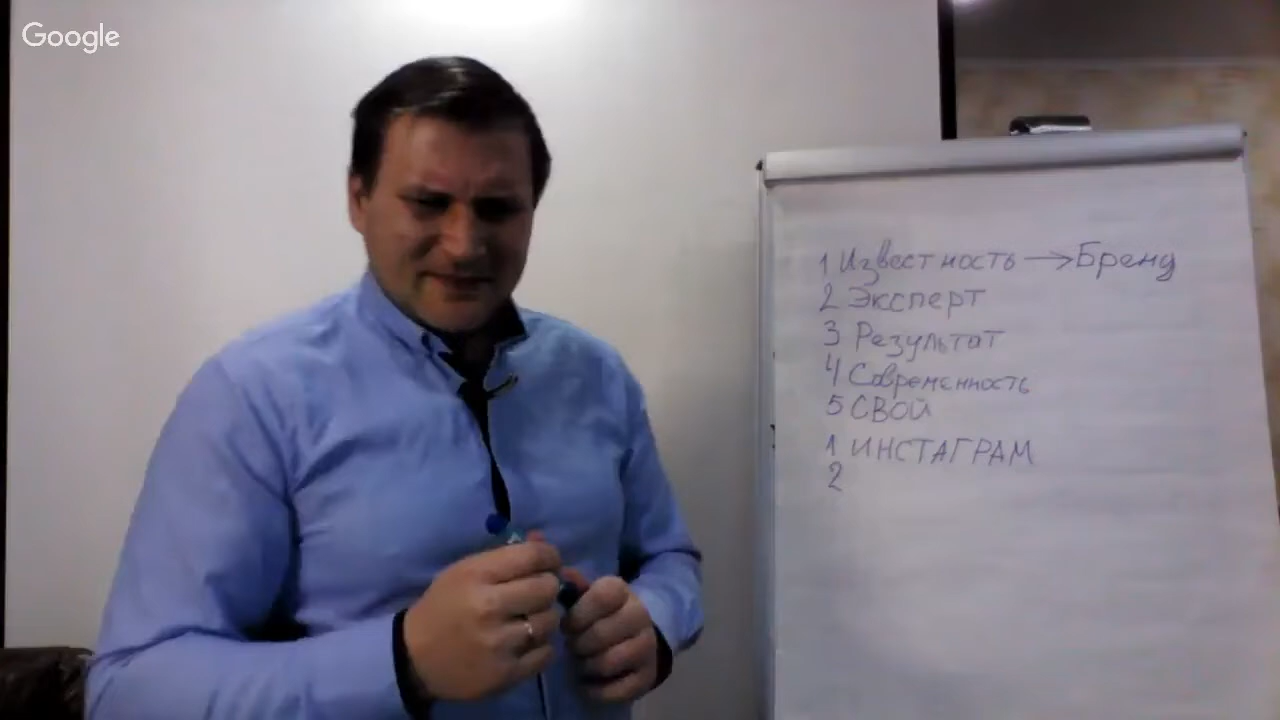 Google
1 Известность → Бренд
2 Эксперт
3 Результат
4 Современность
5 СВОЙ
1 ИНСТАГРАМ
2